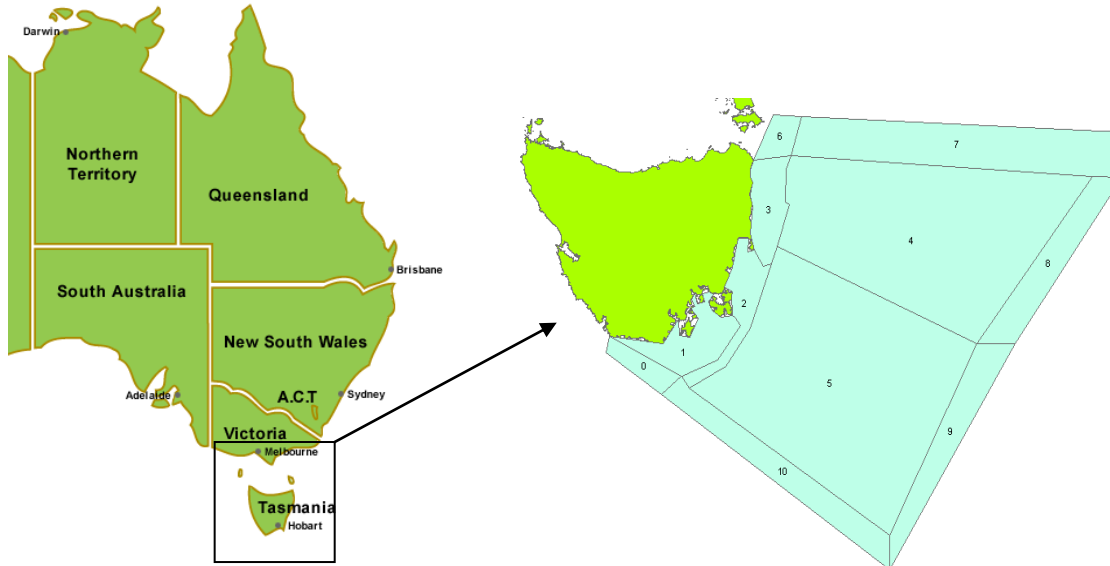 Darwin
Northern
Territory
Queensland
Brisbane
South Australia
New South Wales
A.C.T
Adelaide
Sydney
Victoria
Melbourne
Tasmania
Hobart
6
7
3
4
8
2
1
0
5
9
10